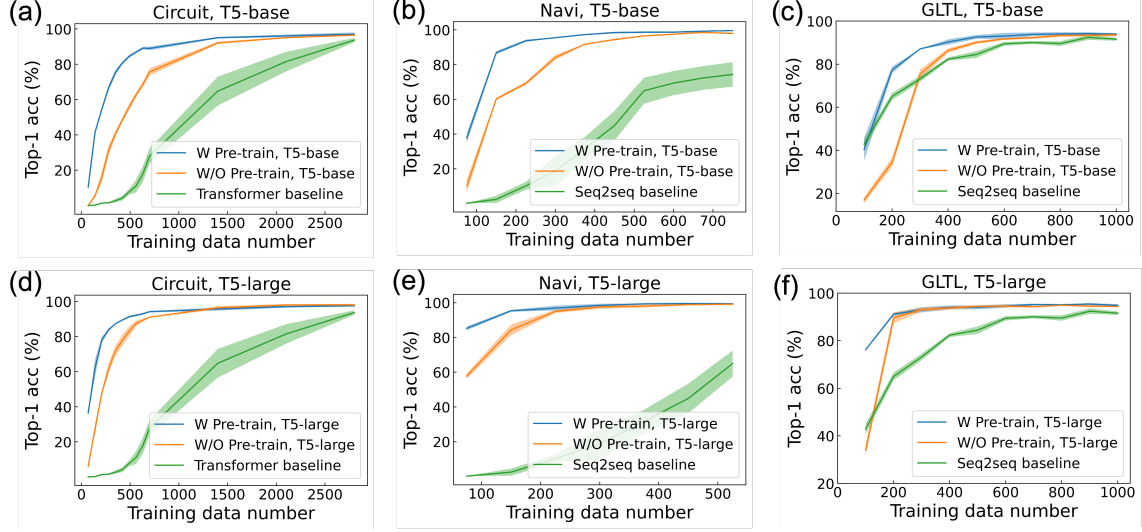 (a)
Circuit, T5-base
Top-1 acc (%)
100
80
60
40
20
W Pre-train, T5-base
W/O Pre-train, T5-base
Transformer baseline
0 500 1000 1500 2000 2500
Training data number
(b)
Navi, T5-base
Top-1 acc (%)
100
80
60
40
20
W Pre-train, T5-base
W/O Pre-train, T5-base
Seq2seq baseline
100 200 300 400 500 600 700
Training data number
(c)
GLTL, T5-base
Top-1 acc (%)
100
80
60
40
20
W Pre-train, T5-base
W/O Pre-train, T5-base
Seq2seq baseline
0 200 400 600 800 1000
Training data number
(d)
Circuit, T5-large
Top-1 acc (%)
100
80
60
40
20
W Pre-train, T5-large
W/O Pre-train, T5-large
Transformer baseline
0 500 1000 1500 2000 2500
Training data number
(e)
Navi, T5-large
Top-1 acc (%)
100
80
60
40
20
W Pre-train, T5-large
W/O Pre-train, T5-large
Seq2seq baseline
100 200 300 400 500
Training data number
(f)
GLTL, T5-large
Top-1 acc (%)
100
80
60
40
20
W Pre-train, T5-large
W/O Pre-train, T5-large
Seq2seq baseline
0 200 400 600 800 1000
Training data number